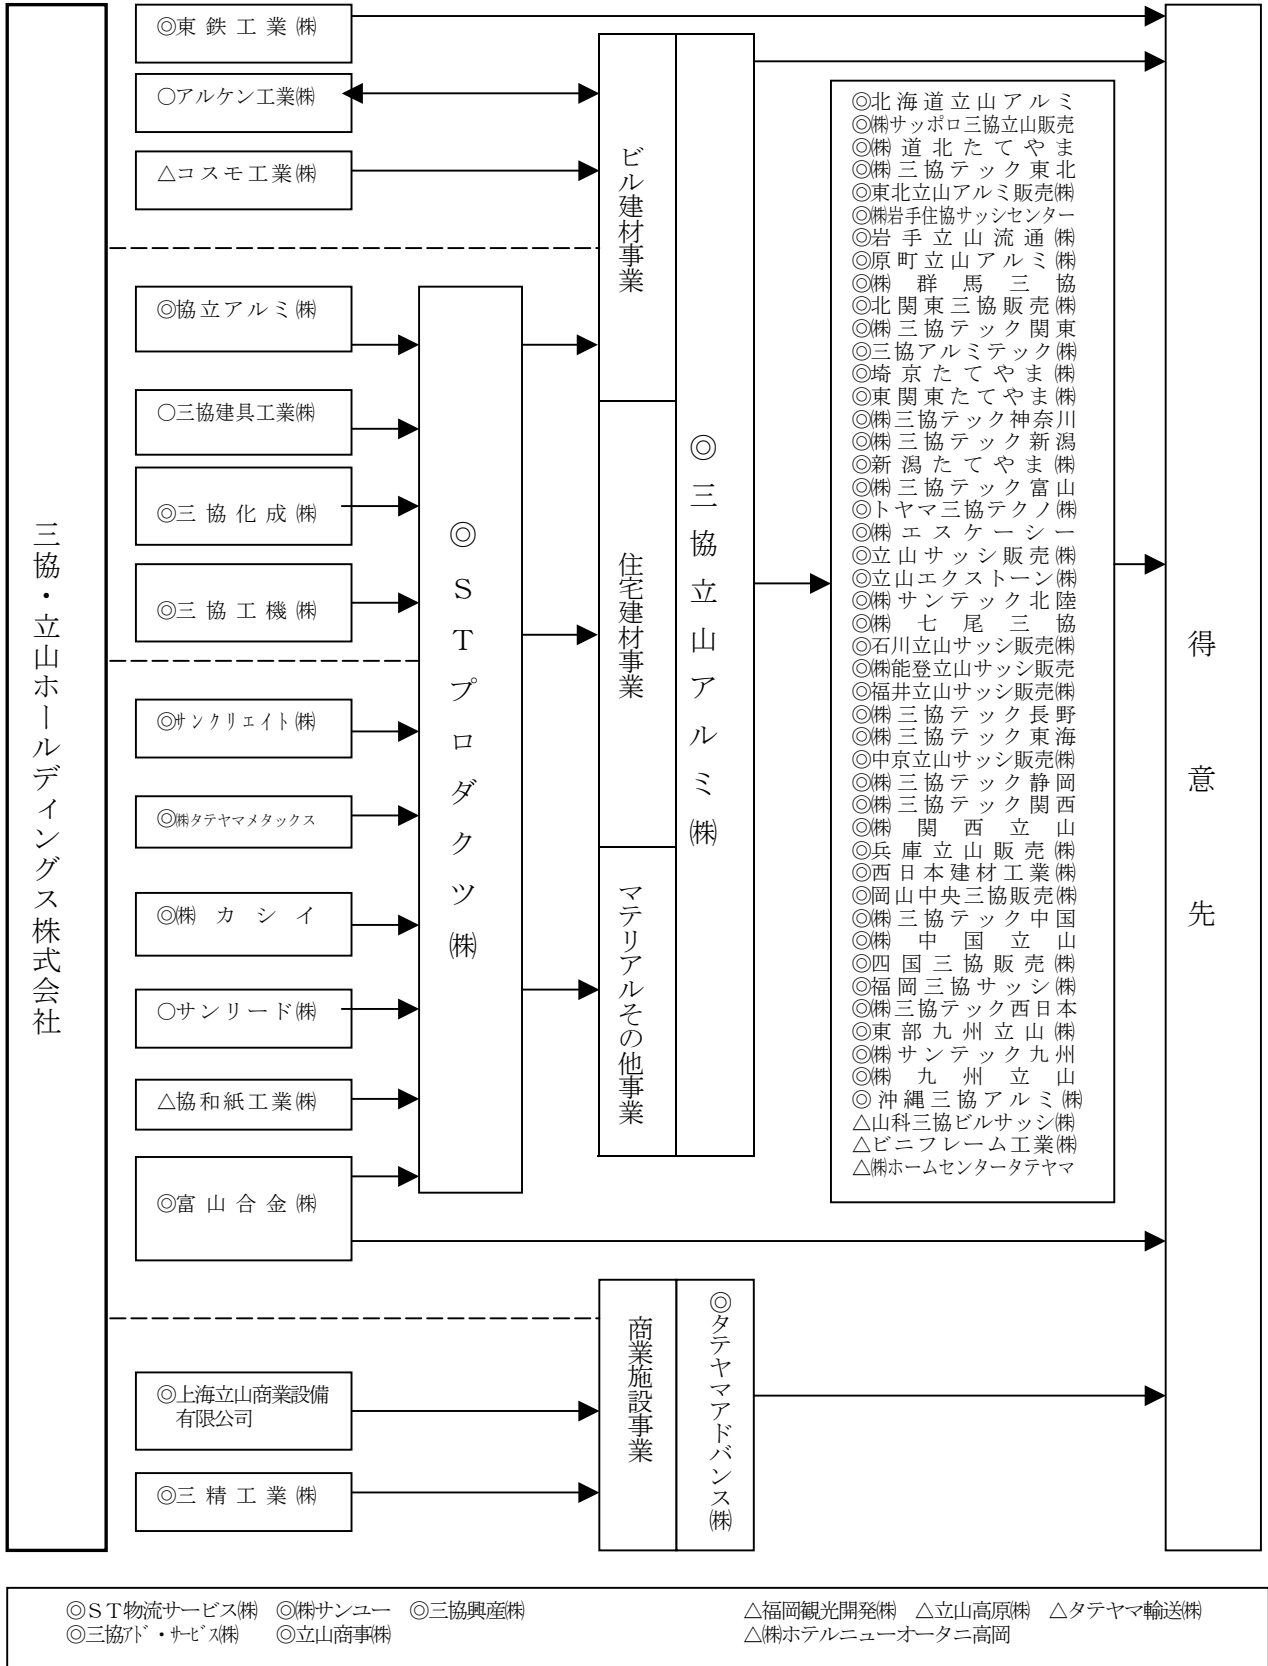 三協・立山ホールディングス株式会社
◎東鉄工業㈱
○アルケン工業㈱
△コスモ工業㈱
◎協立アルミ㈱
○三協建具工業㈱
◎三協化成㈱
◎三協工機㈱
◎サンクリエイト㈱
◎㈱タテヤマメタックス
◎㈱カシイ
○サンリード㈱
△協和紙工業㈱
◎富山合金㈱
◎上海立山商業設備
有限公司
◎三精工業㈱
◎ＳＴプロダクツ㈱
ビル建材事業
住宅建材事業
マテリアルその他事業
◎三協立山アルミ㈱
商業施設事業
◎タテヤマアドバンス㈱
◎北海道立山アルミ
◎㈱サッポロ三協立山販売
◎㈱道北たてやま
◎㈱三協テック東北
◎東北立山アルミ販売㈱
◎㈱岩手住協サッシセンター
◎岩手立山流通㈱
◎原町立山アルミ㈱
◎㈱群馬三協
◎北関東三協販売㈱
◎㈱三協テック関東
◎三協アルミテック㈱
◎埼京たてやま㈱
◎東関東たてやま㈱
◎㈱三協テック神奈川
◎㈱三協テック新潟
◎新潟たてやま㈱
◎㈱三協テック富山
◎トヤマ三協テクノ㈱
◎㈱エスケーシー
◎立山サッシ販売㈱
◎立山エクストーン㈱
◎㈱サンテック北陸
◎㈱七尾三協
◎石川立山サッシ販売㈱
◎㈱能登立山サッシ販売
◎福井立山サッシ販売㈱
◎㈱三協テック長野
◎㈱三協テック東海
◎中京立山サッシ販売㈱
◎㈱三協テック静岡
◎㈱三協テック関西
◎㈱関西立山
◎兵庫立山販売㈱
◎西日本建材工業㈱
◎岡山中央三協販売㈱
◎㈱三協テック中国
◎㈱中国立山
◎四国三協販売㈱
◎福岡三協サッシ㈱
◎㈱三協テック西日本
◎東部九州立山㈱
◎㈱サンテック九州
◎㈱九州立山
◎沖縄三協アルミ㈱
△山科三協ビルサッシ㈱
△ビニフレーム工業㈱
△㈱ホームセンタータテヤマ
得意先
◎ＳＴ物流サービス㈱　◎㈱サンユー　◎三協興産㈱
◎三協ｱﾄﾞ・ｻｰﾋﾞｽ㈱　◎立山商事㈱
△福岡観光開発㈱　△立山高原㈱　△タテヤマ輸送㈱
△㈱ホテルニューオータニ高岡